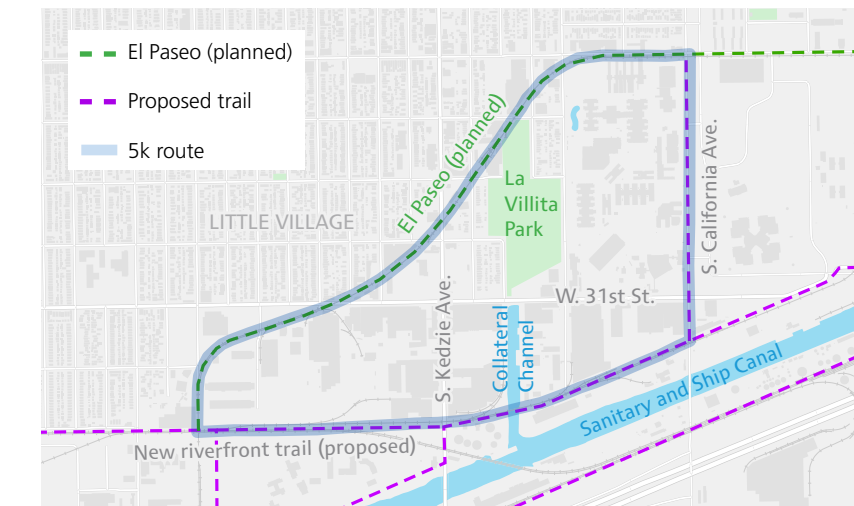 El Paseo (planned)
Proposed trail
5k route
El Paseo (planned)
La
Villita
Park
LITTLE VILLAGE
S. California Ave.
S. Kedzie Ave.
W. 31st St.
Collateral
Channel
Sanitary and Ship Canal
New riverfront trail (proposed)